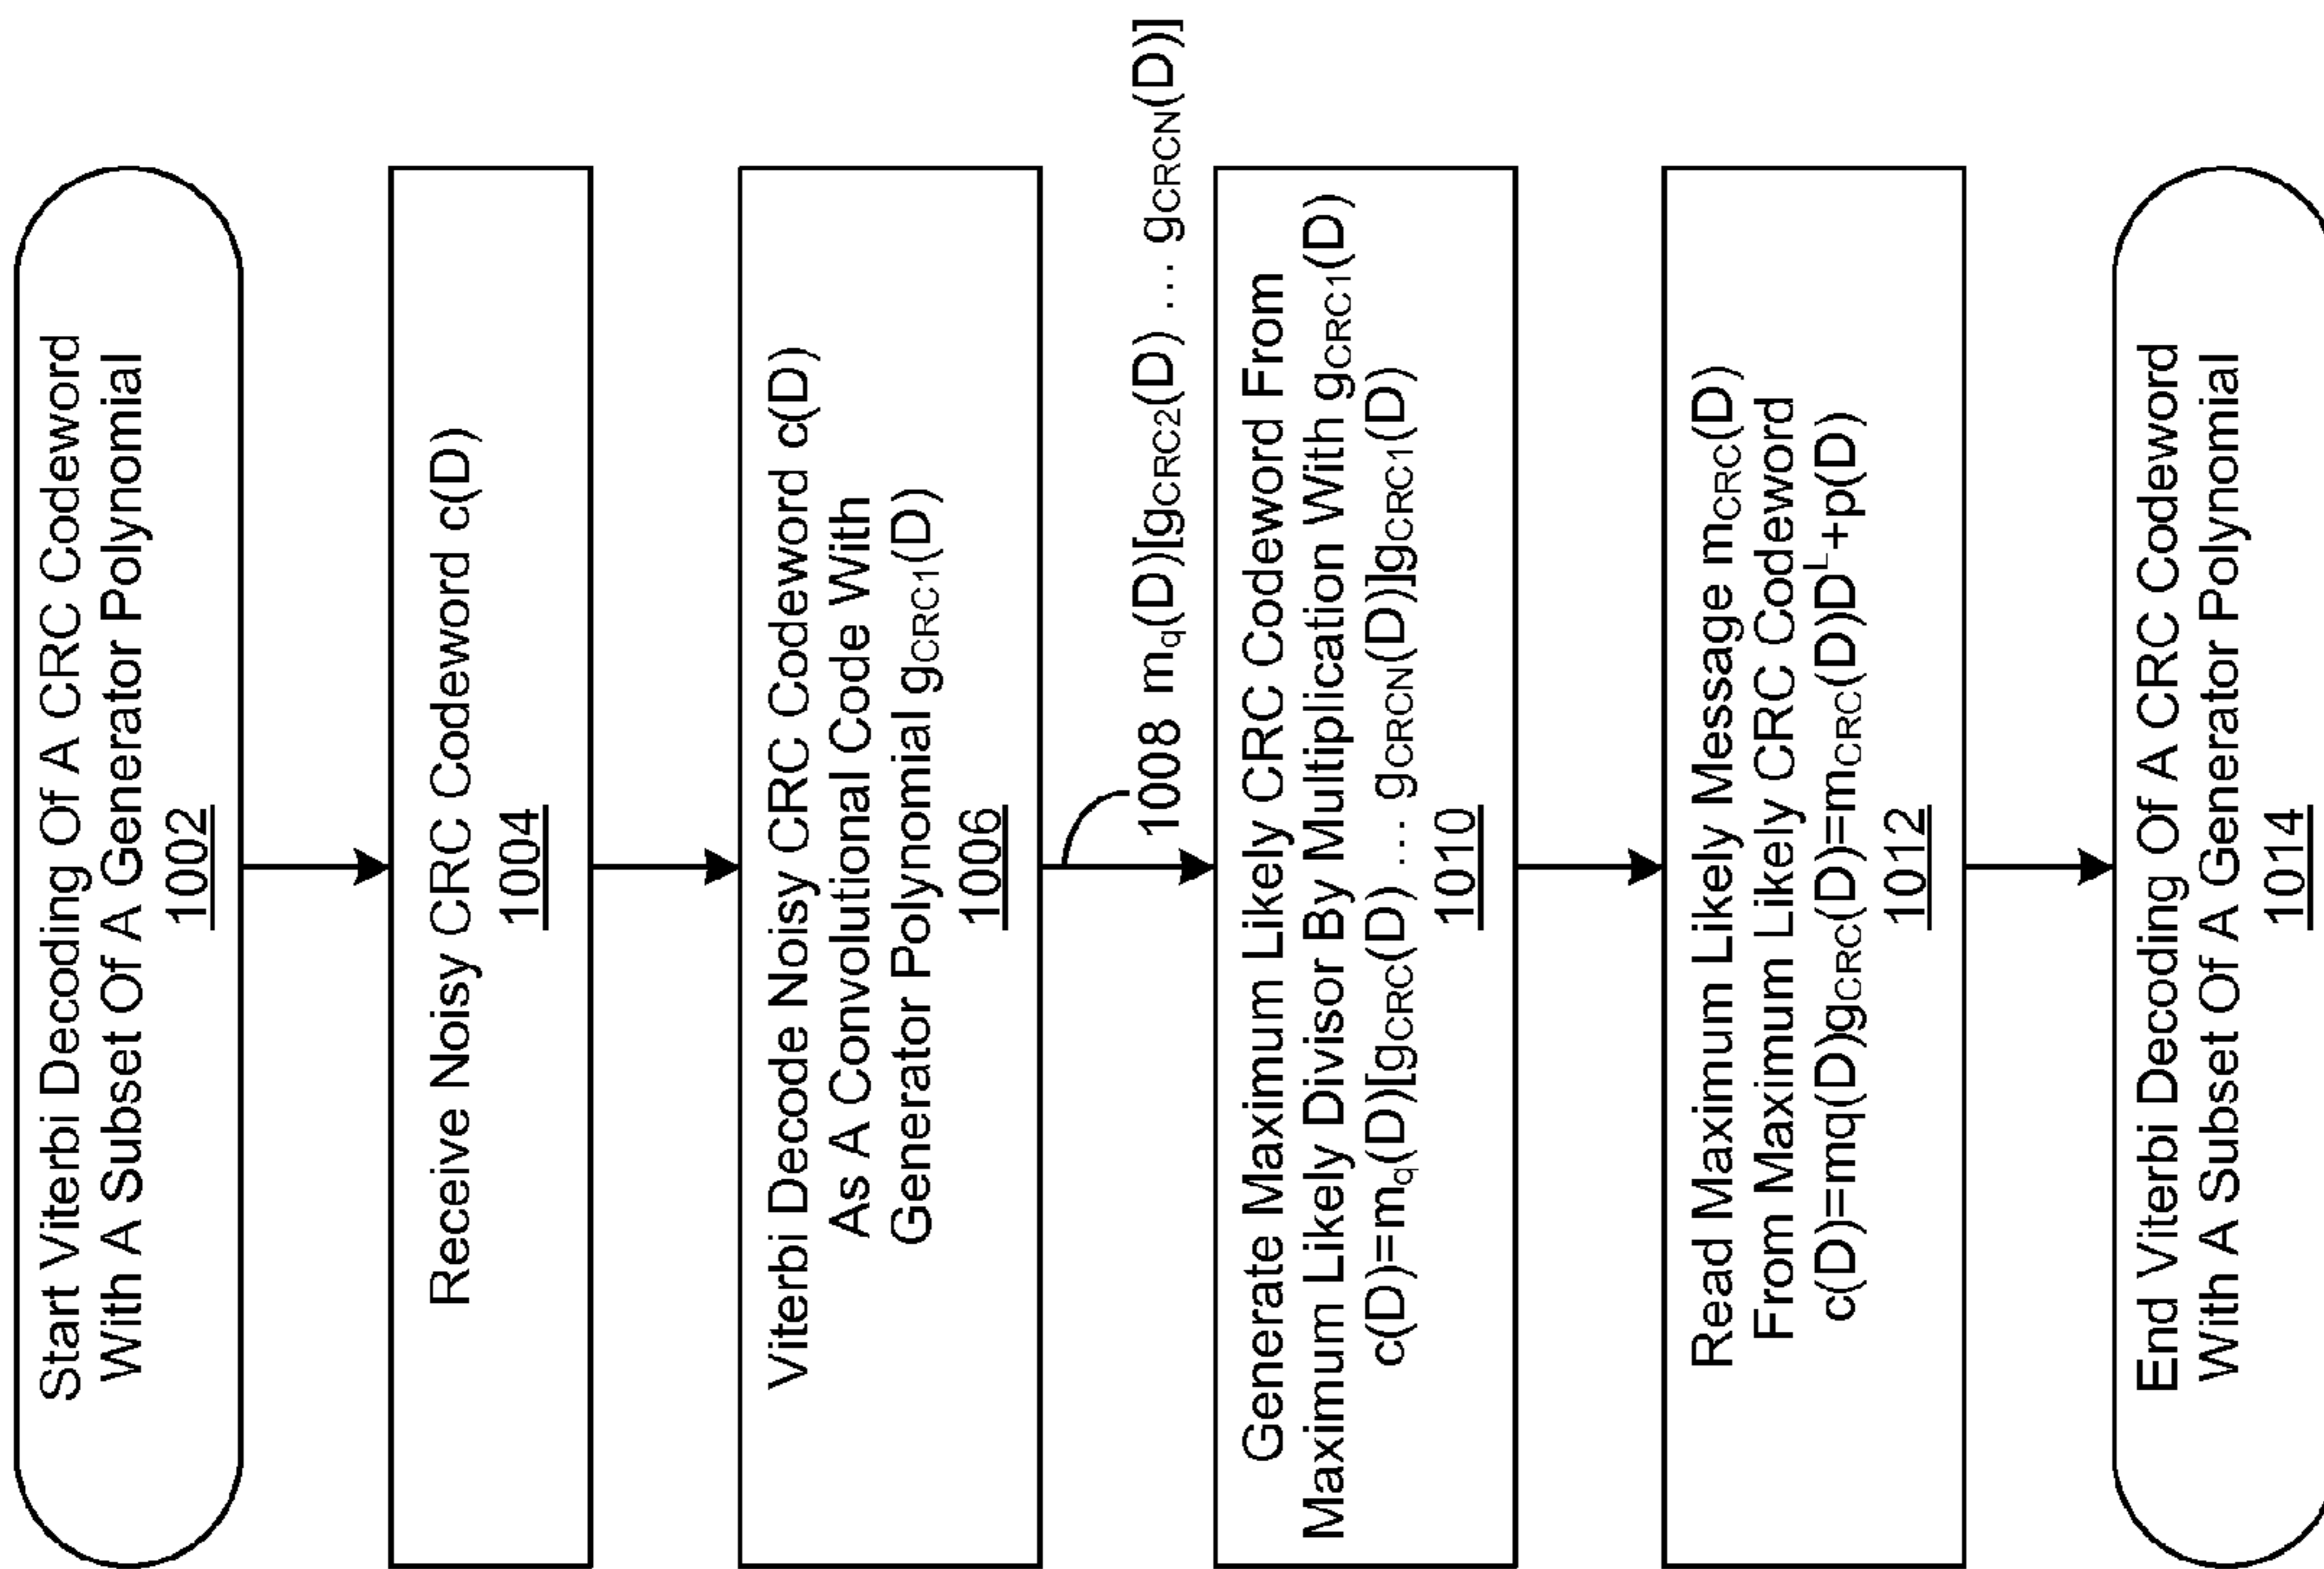 Start Viterbi Decoding Of A CRC Codeword
With A Subset Of A Generator Polynomial
1002
Receive Noisy CRC Codeword c(D)
1004
Viterbi Decode Noisy CRC Codeword c(D)
As A Convolutional Code With
Generator Polynomial gCRC1(D)
1006
1008 mq(D)[gCRC2(D) ... gCRCN(D)]
Generate Maximum Likely CRC Codeword From
Maximum Likely Divisor By Multiplication With gCRC1(D)
c(D)=mq(D)[gCRC(D) ... gCRCN(D)]gCRC1(D)
1010
Read Maximum Likely Message mCRC(D)
From Maximum Likely CRC Codeword
c(D)=mq(D)gCRC(D)=mCRC(D)D^L+p(D)
1012
End Viterbi Decoding Of A CRC Codeword
With A Subset Of A Generator Polynomial
1014